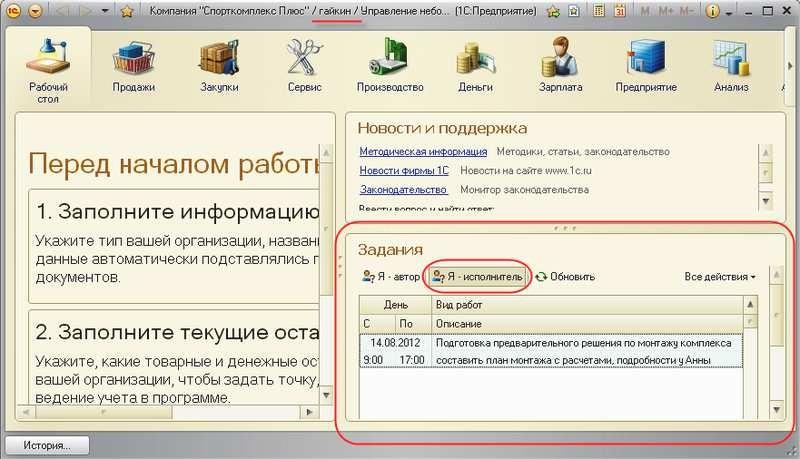 Компания "Спорткомплекс Плюс" / гайкин / Управление небо... (1С:Предприятие)
M M+ M-
Рабочий стол
Продажи
Закупки
Сервис
Производство
Деньги
Зарплата
Предприятие
Анализ
Перед началом работы
1. Заполните информацию
Укажите тип вашей организации, названи
данные автоматически подставлялись г
документов.
2. Заполните текущие оста
Укажите, какие товарные и денежные ос
вашей организации, чтобы задать точку,
ведение учета в программе.
Новости и поддержка
Методическая информация Методики, статьи, законодательство
Новости фирмы 1С Новости на сайте www.1c.ru
Законодательство Монитор законодательства
Ввести вопрос и найти ответ:
Задания
Я - автор Я - исполнитель Обновить Все действия
День Вид работ
С По Описание
14.08.2012 Подготовка предварительного решения по монтажу комплекса
9:00 17:00 составить план монтажа с расчетами, подробности у Анны
История...